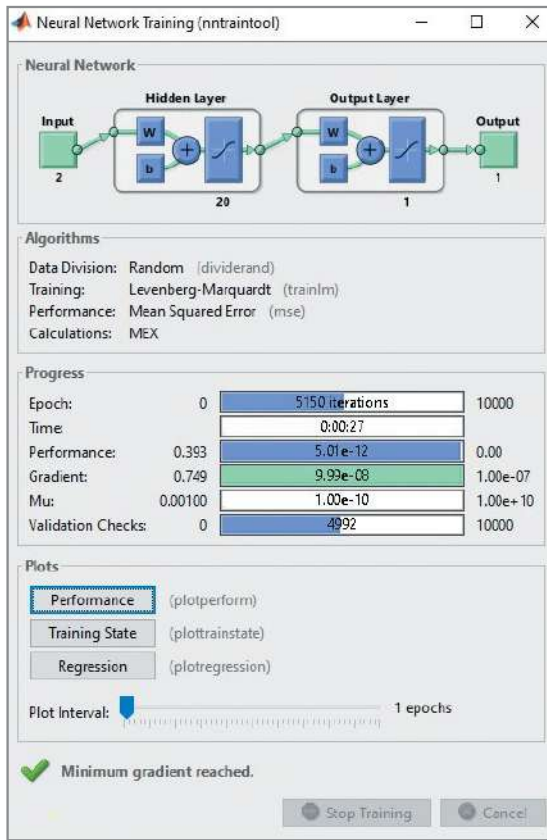 Neural Network Training (nntraintool)
Neural Network
Hidden Layer
Output Layer
Input
Output
W
b
+
W
b
+
2
20
1
1
Algorithms
Data Division: Random (dividerand)
Training: Levenberg-Marquardt (trainlm)
Performance: Mean Squared Error (mse)
Calculations: MEX
Progress
Epoch: 0 5150 iterations 10000
Time: 0:00:27
Performance: 0.393 5.01e-12 0.00
Gradient: 0.749 9.99e-08 1.00e-07
Mu: 0.00100 1.00e-10 1.00e+10
Validation Checks: 0 4992 10000
Plots
Performance (plotperform)
Training State (plottrainstate)
Regression (plotregression)
Plot Interval: 1 epochs
Minimum gradient reached.
Stop Training Cancel